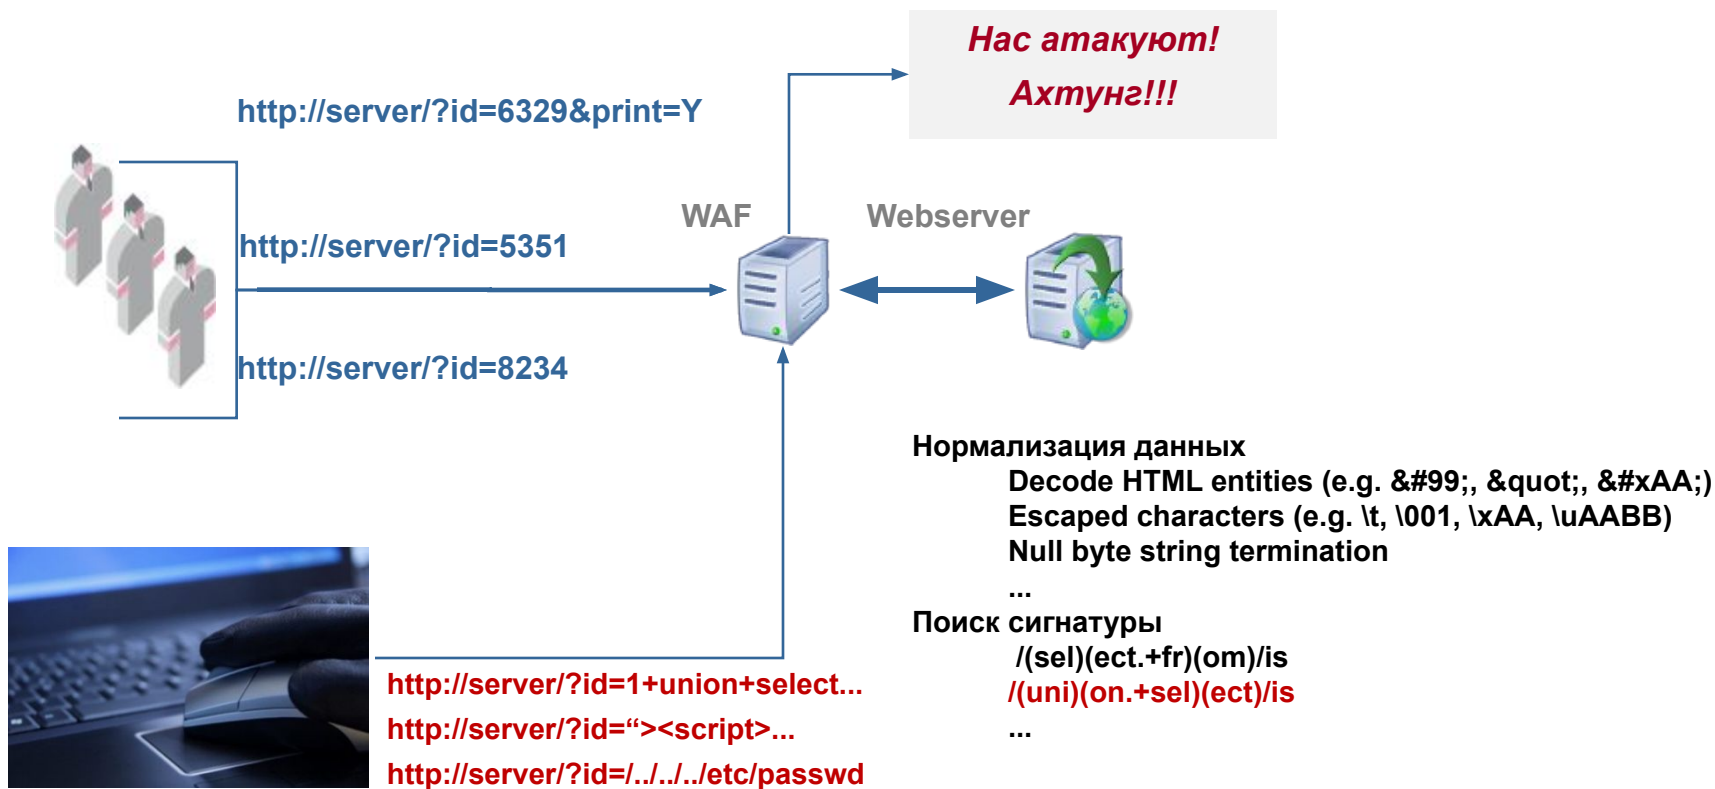 Нас атакуют!
Ахтунг!!!
http://server/?id=6329&print=Y
WAF
Webserver
http://server/?id=5351
http://server/?id=8234
Нормализация данных
Decode HTML entities (e.g. &#99;, &quot;, &#xAA;)
Escaped characters (e.g. \t, \001, \xAA, \uAABB)
Null byte string termination
...
Поиск сигнатуры
/(sel)(ect.+fr)(om)/is
/(uni)(on.+sel)(ect)/is
...
http://server/?id=1+union+select...
http://server/?id=“><script>...
http://server/?id=/../../../etc/passwd